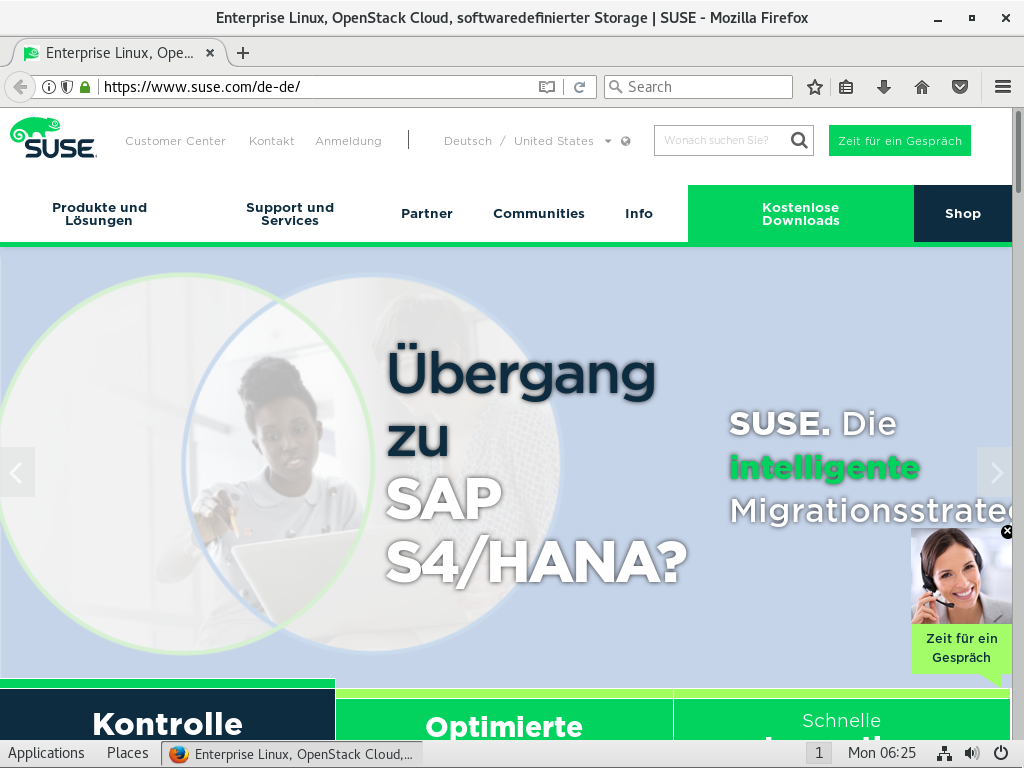 Enterprise Linux, OpenStack Cloud, softwaredefinierter Storage | SUSE - Mozilla Firefox
Enterprise Linux, Ope...
https://www.suse.com/de-de/
Search
SUSE
Customer Center
Kontakt
Anmeldung
Deutsch / United States
Wonach suchen Sie?
Zeit für ein Gespräch
Produkte und
Lösungen
Support und
Services
Partner
Communities
Info
Kostenlose
Downloads
Shop
Übergang
zu
SAP
S4/HANA?
SUSE. Die
intelligente
Zeit für ein
Gespräch
Kontrolle
Optimierte
Schnelle
Applications
Places
Enterprise Linux, OpenStack Cloud,...
1
Mon 06:25